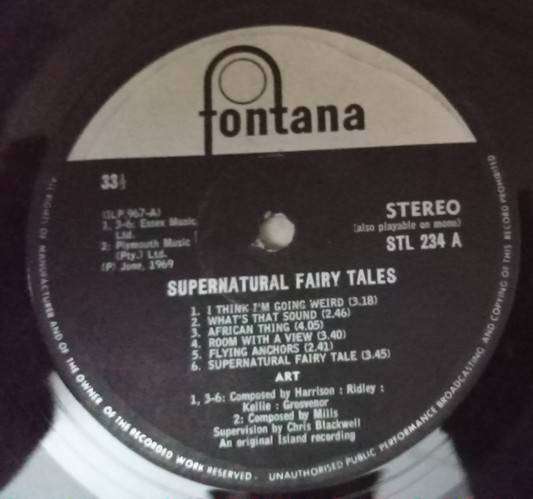 fontana
33⅓
(ILP 967-A)
1, 3-6: Essex Music
Ltd.
2: Plymouth Music
(Pty.) Ltd.
(P) June, 1969
STEREO
(also playable on mono)
STL 234 A
SUPERNATURAL FAIRY TALES
1. I THINK I'M GOING WEIRD (3.18)
2. WHAT'S THAT SOUND (2.46)
3. AFRICAN THING (4.05)
4. ROOM WITH A VIEW (3.40)
5. FLYING ANCHORS (2.41)
6. SUPERNATURAL FAIRY TALE (3.45)
ART
1, 3-6: Composed by Harrison : Ridley :
Kellie : Grosvenor
2: Composed by Mills
Supervision by Chris Blackwell
An original Island recording
ALL RIGHTS OF MANUFACTURER AND OF THE OWNER OF THE RECORDED WORK RESERVED - UNAUTHORISED PUBLIC PERFORMANCE BROADCASTING AND COPYING OF THIS RECORD PROHIBITED